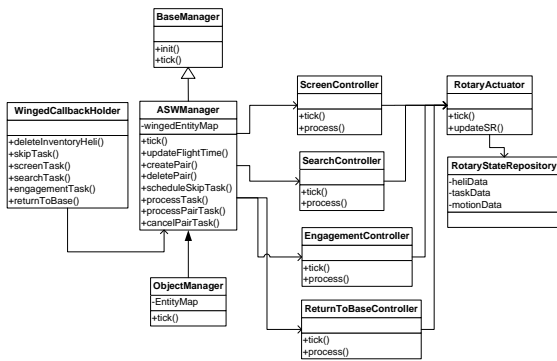 BaseManager
+init()
+tick()
WingedCallbackHolder
+deleteInventoryHeli()
+skipTask()
+screenTask()
+searchTask()
+engagementTask()
+returnToBase()
ASWManager
-wingedEntityMap
+tick()
+updateFlightTime()
+createPair()
+deletePair()
+scheduleSkipTask()
+processTask()
+processPairTask()
+cancelPairTask()
ObjectManager
-EntityMap
+tick()
ScreenController
+tick()
+process()
SearchController
+tick()
+process()
EngagementController
+tick()
+process()
ReturnToBaseController
+tick()
+process()
RotaryActuator
+tick()
+updateSR()
RotaryStateRepository
-heliData
-taskData
-motionData